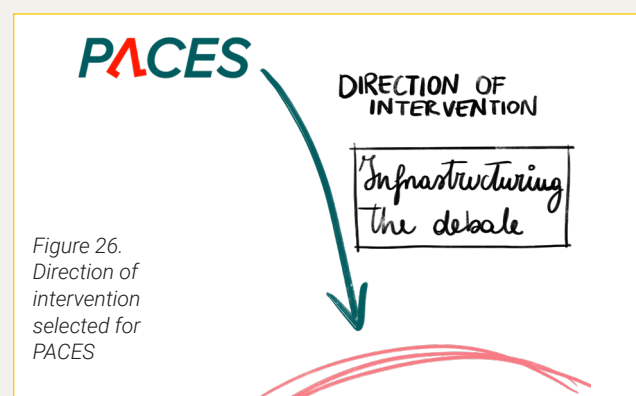 PACES
DIRECTION OF
INTERVENTION
Infrastructuring
the debate
Figure 26.
Direction of
intervention
selected for
PACES